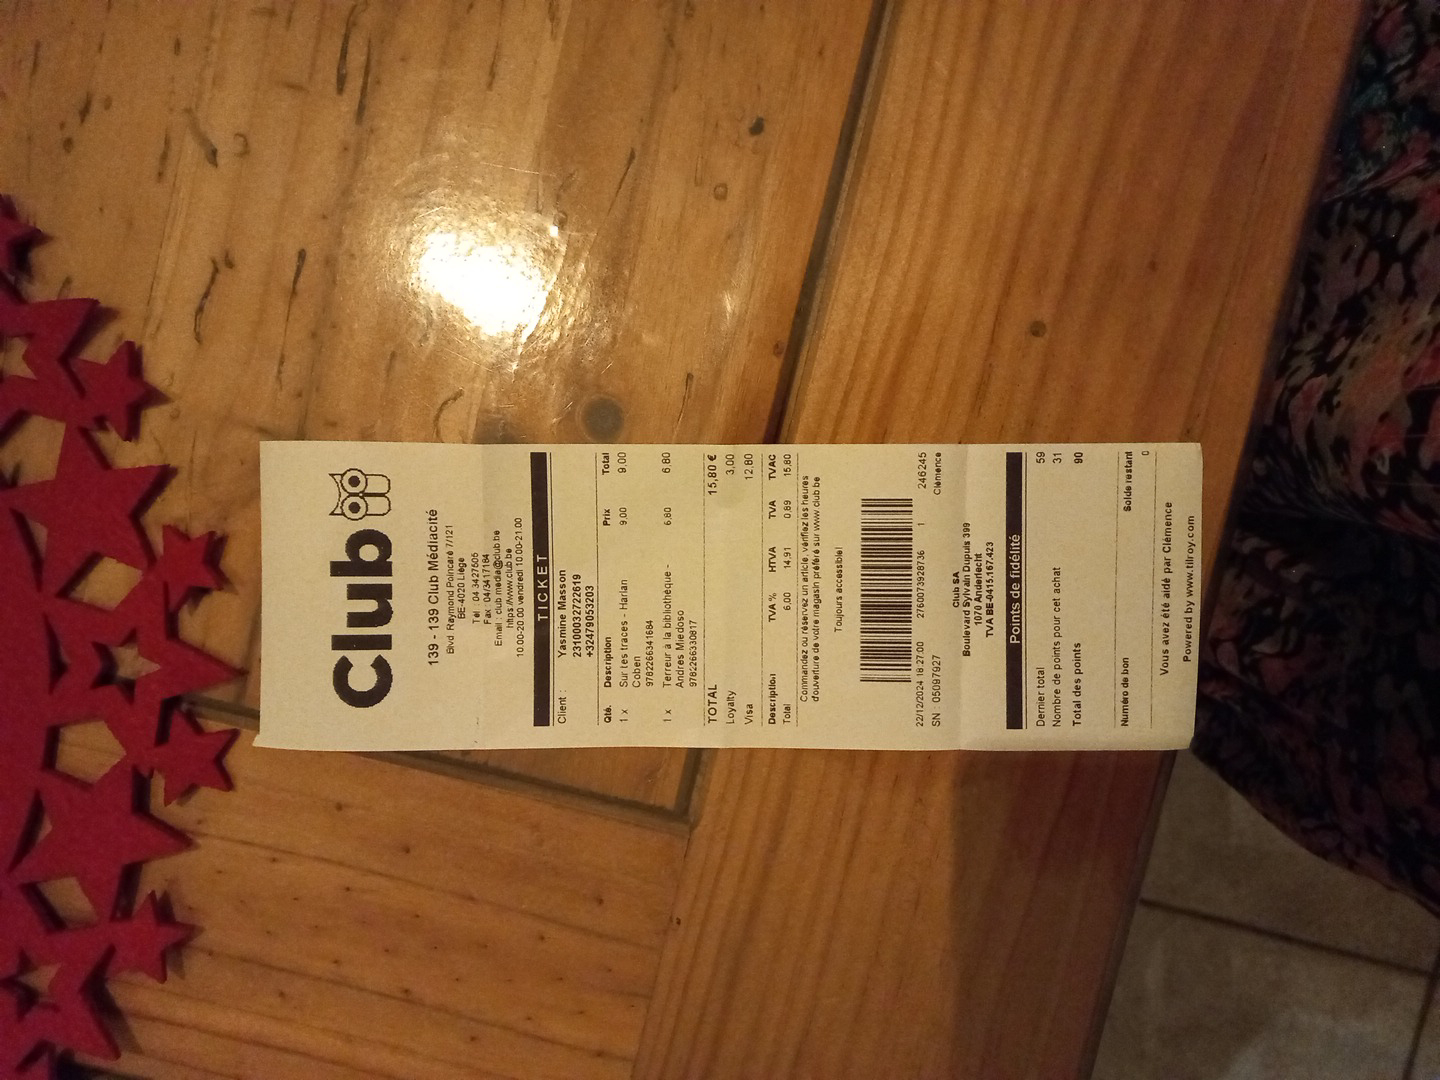 Club
139 - 139 Club Médiacité
Blvd. Raymond Poincaré 7/121
BE-4020 Liège
Tel : 04 3427605
Fax : 04/3417184
Email : club.media@club.be
https://www.club.be
10.00-20.00 vendredi 10.00-21.00
TICKET
Client : Yasmine Masson
23100032722619
+32479053203
Qté. Description Prix Total
1 x Sur tes traces - Harlan 9,00 9,00
Coben
9782266341684
1 x Terreur à la bibliothèque - 6,80 6,80
Andres Miedoso
9782266330817
TOTAL 15,80 €
Loyalty 3,00
Visa 12,80
Description TVA % HTVA TVA TVAC
Total 6,00 14,91 0,89 15,80
Commandez ou réservez un article, vérifiez les heures
d'ouverture de votre magasin préféré sur www.club.be
Toujours accessible!
22/12/2024 18:27:00 2760073928736 1 246245
SN : 05097927 Clémence
Club SA
Boulevard Sylvain Dupuis 399
1070 Anderlecht
TVA BE-0415.167.423
Points de fidélité
Dernier total 59
Nombre de points pour cet achat 31
Total des points 90
Numéro de bon Solde restant
0
Vous avez été aidé par Clémence
Powered by www.tilroy.com